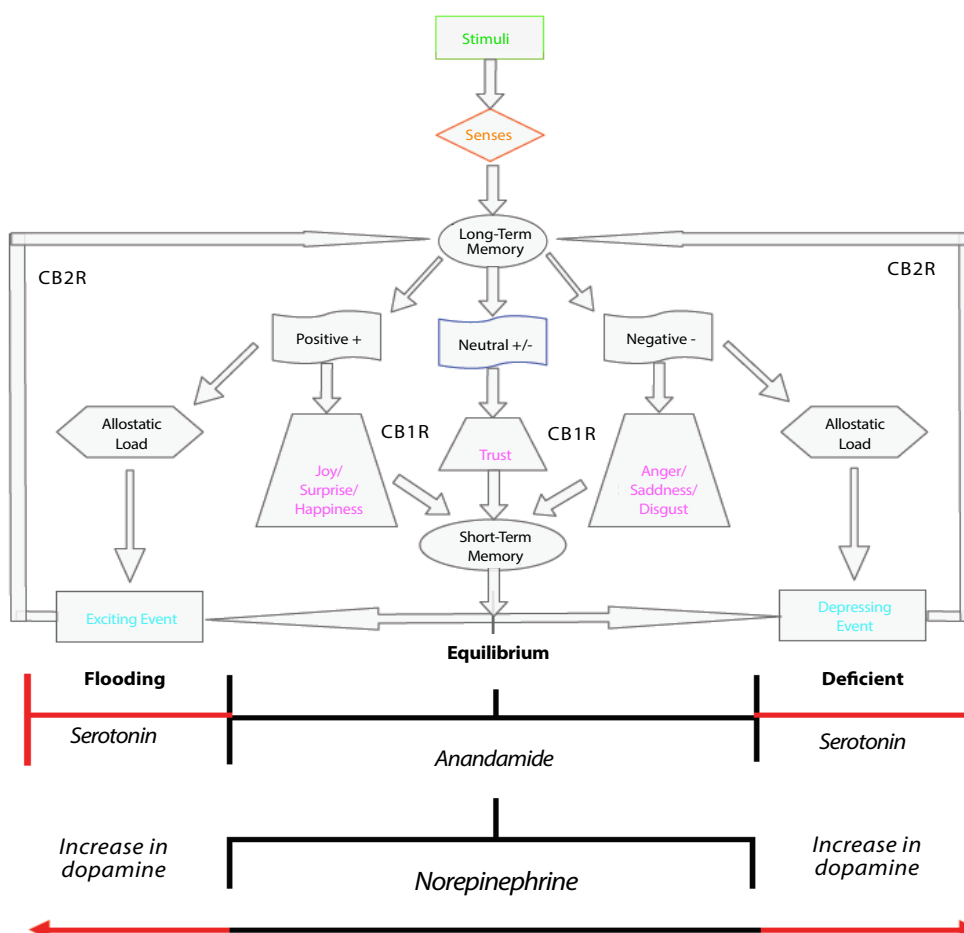 Stimuli
Senses
Long-Term
Memory
CB2R
CB2R
Positive +
Neutral +/-
Negative -
Allostatic
Load
CB1R
CB1R
Allostatic
Load
Joy/
Surprise/
Happiness
Trust
Anger/
Saddness/
Disgust
Short-Term
Memory
Exciting Event
Depressing
Event
Equilibrium
Flooding
Deficient
Serotonin
Anandamide
Serotonin
Increase in
dopamine
Norepinephrine
Increase in
dopamine